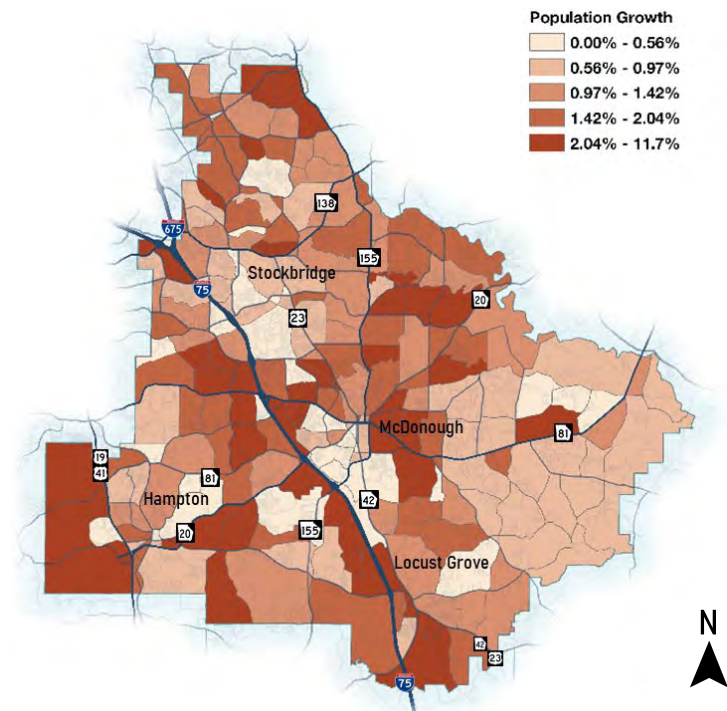 Population Growth
0.00% - 0.56%
0.56% - 0.97%
0.97% - 1.42%
1.42% - 2.04%
2.04% - 11.7%
138
675
155
Stockbridge
75
20
23
McDonough
81
19
41
81
Hampton
42
20
155
Locust Grove
N
42
23
75